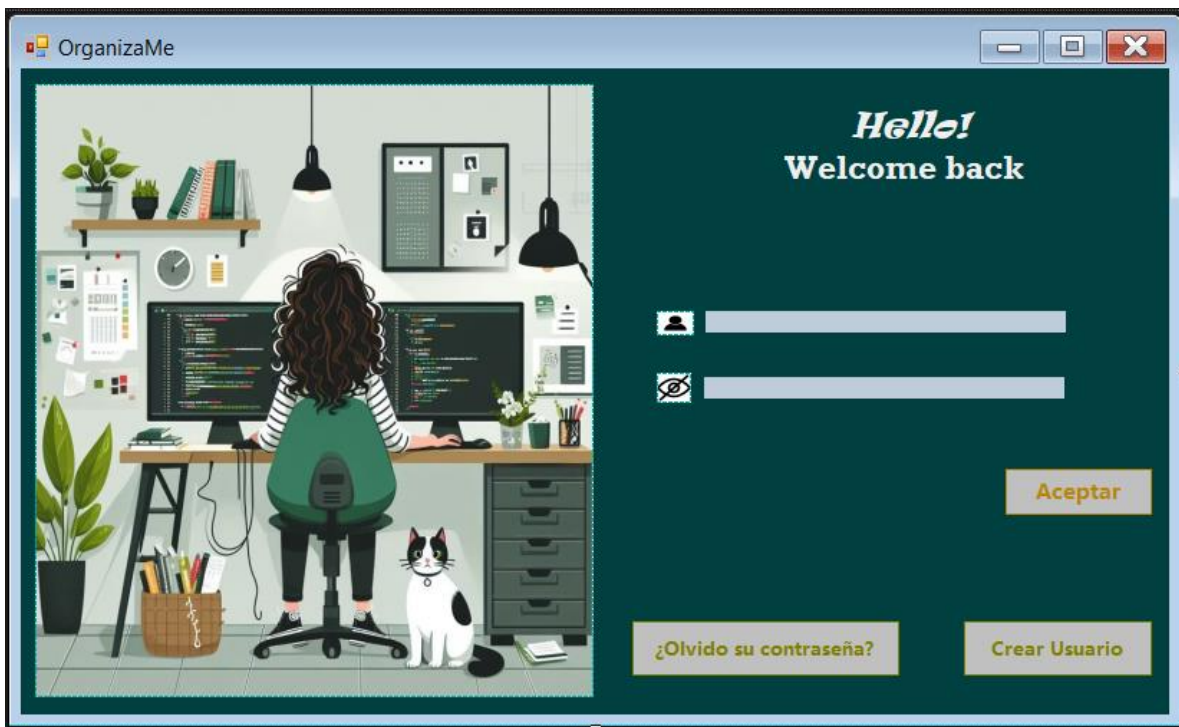 OrganizaMe
Hello!
Welcome back
Aceptar
¿Olvido su contraseña?
Crear Usuario